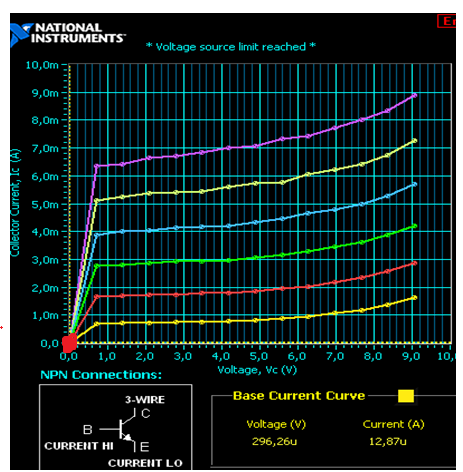 NATIONAL
INSTRUMENTS™
* Voltage source limit reached *
10,0m
9,0m
8,0m
7,0m
6,0m
5,0m
4,0m
3,0m
2,0m
1,0m
0,0
Collector Current, Ic (A)
0,0 1,0 2,0 3,0 4,0 5,0 6,0 7,0 8,0 9,0 10,0
Voltage, Vc (V)
NPN Connections:
3-WIRE
C
B
E
CURRENT HI
CURRENT LO
Base Current Curve
Voltage (V) Current (A)
296,26u 12,87u